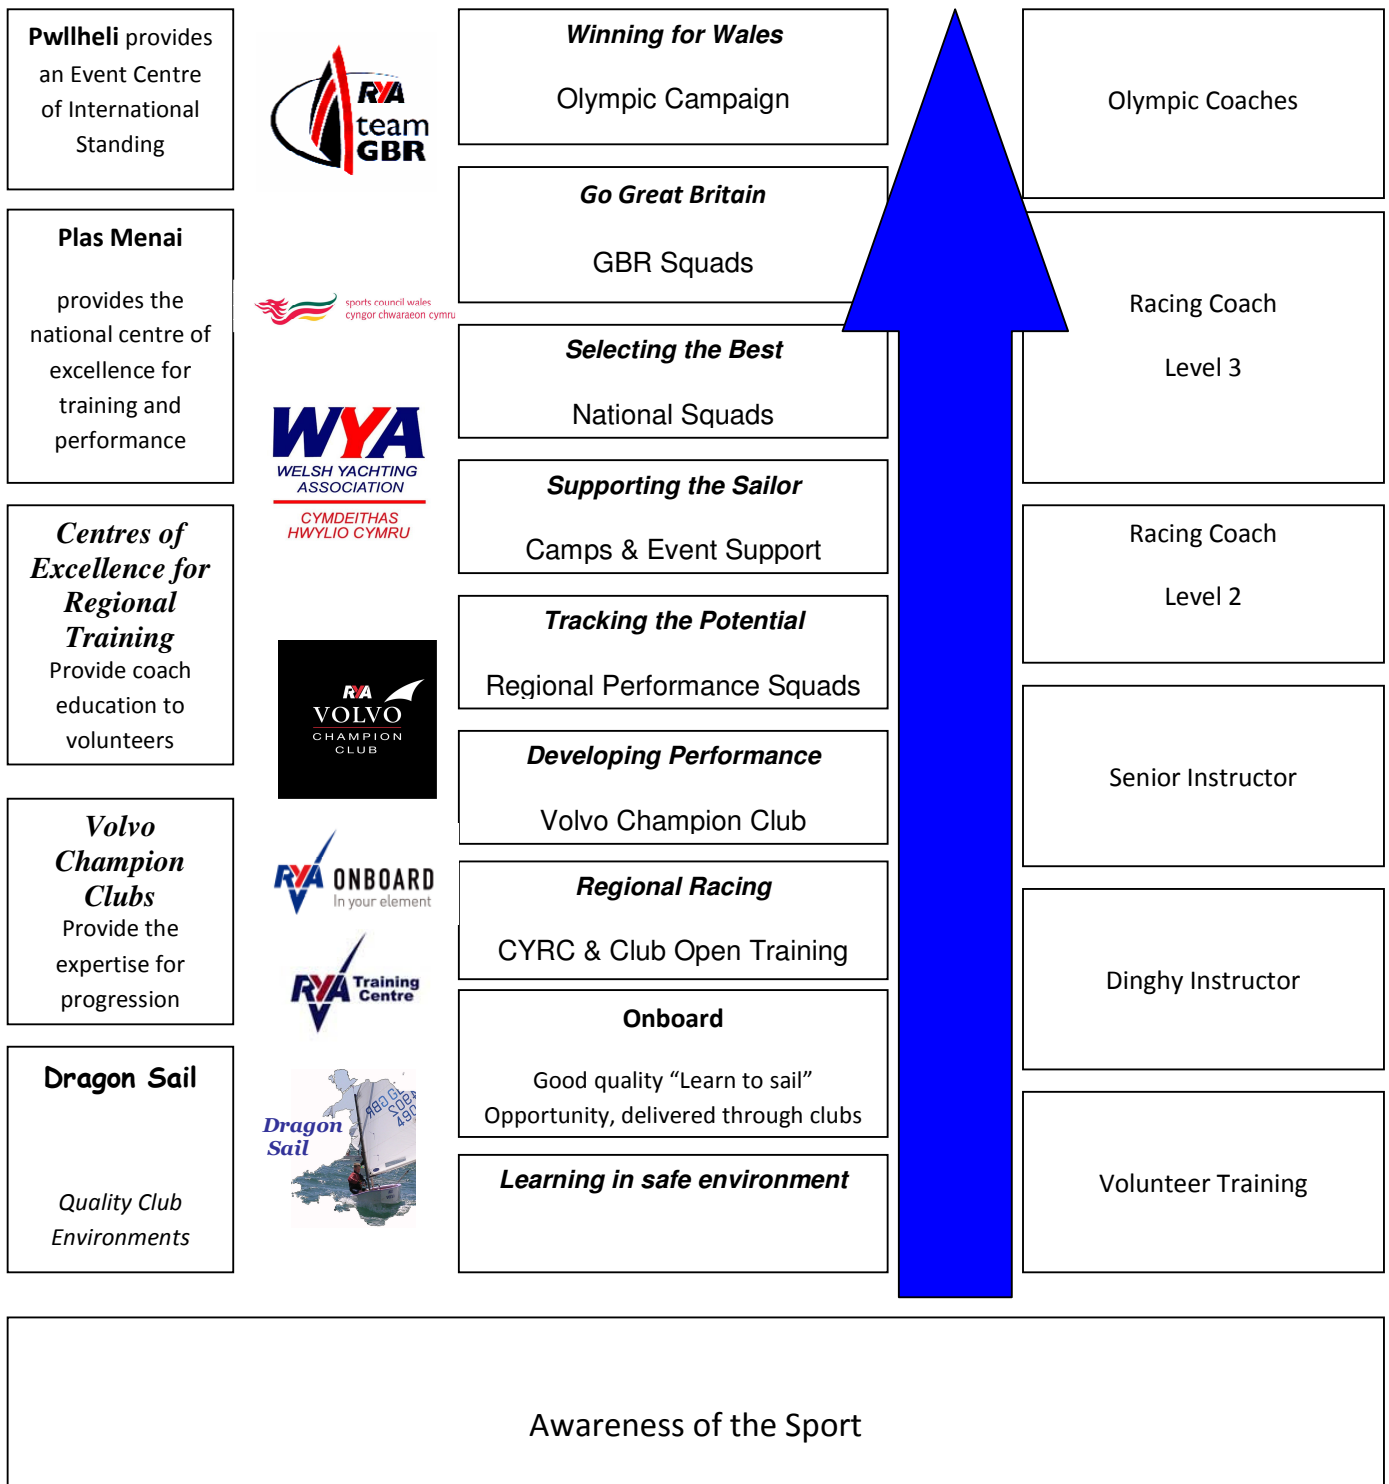 Pwllheli provides
an Event Centre
of International
Standing
Plas Menai
provides the
national centre of
excellence for
training and
performance
Centres of
Excellence for
Regional
Training
Provide coach
education to
volunteers
Volvo
Champion
Clubs
Provide the
expertise for
progression
Dragon Sail
Quality Club
Environments
RYA
team
GBR
sports council wales
cyngor chwaraeon cymru
WYA
WELSH YACHTING
ASSOCIATION
CYMDEITHAS
HWYLIO CYMRU
RYA
VOLVO
CHAMPION
CLUB
RYA ONBOARD
In your element
RYA Training
Centre
Dragon
Sail
GBR
Winning for Wales
Olympic Campaign
Go Great Britain
GBR Squads
Selecting the Best
National Squads
Supporting the Sailor
Camps & Event Support
Tracking the Potential
Regional Performance Squads
Developing Performance
Volvo Champion Club
Regional Racing
CYRC & Club Open Training
Onboard
Good quality “Learn to sail”
Opportunity, delivered through clubs
Learning in safe environment
Olympic Coaches
Racing Coach
Level 3
Racing Coach
Level 2
Senior Instructor
Dinghy Instructor
Volunteer Training
Awareness of the Sport